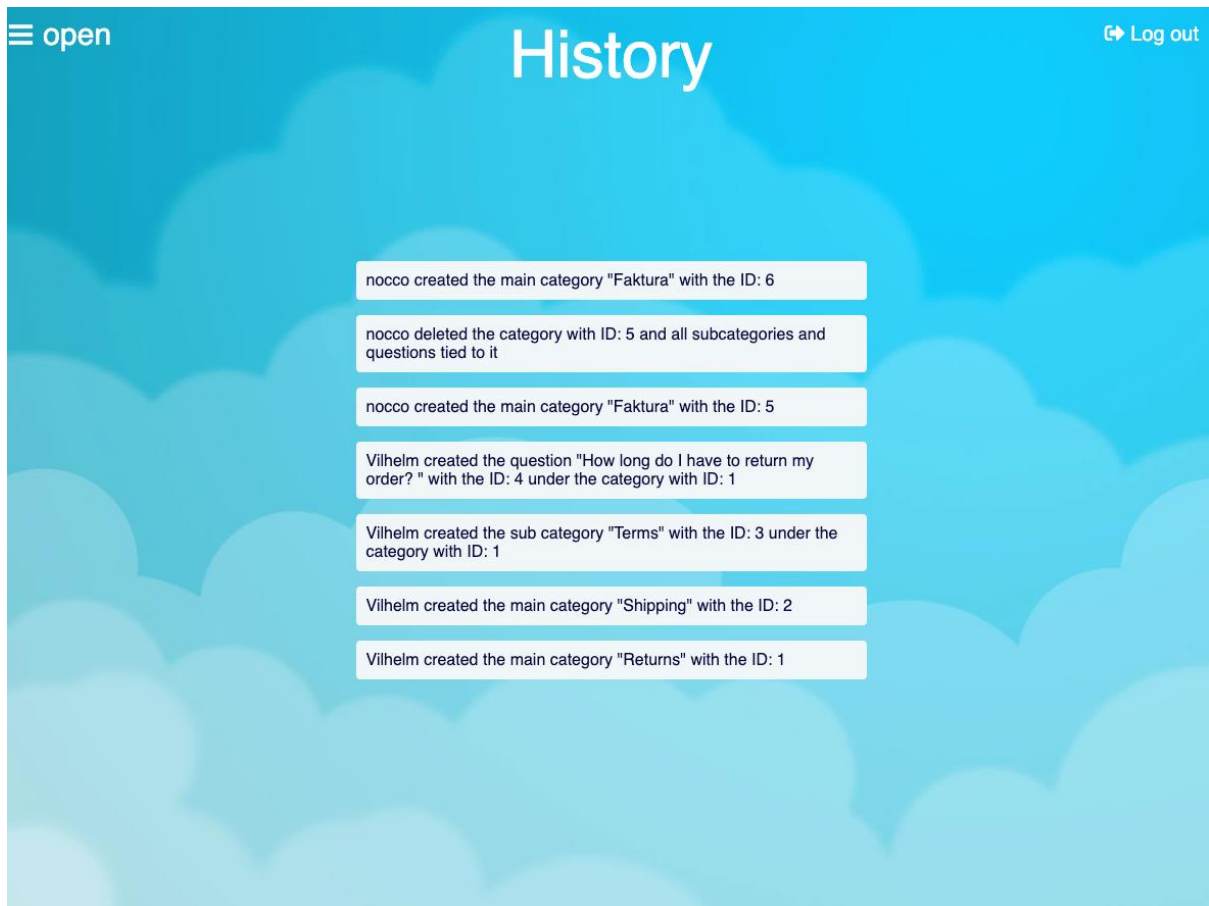 open
History
Log out
nocco created the main category "Faktura" with the ID: 6
nocco deleted the category with ID: 5 and all subcategories and
questions tied to it
nocco created the main category "Faktura" with the ID: 5
Vilhelm created the question "How long do I have to return my
order? " with the ID: 4 under the category with ID: 1
Vilhelm created the sub category "Terms" with the ID: 3 under the
category with ID: 1
Vilhelm created the main category "Shipping" with the ID: 2
Vilhelm created the main category "Returns" with the ID: 1